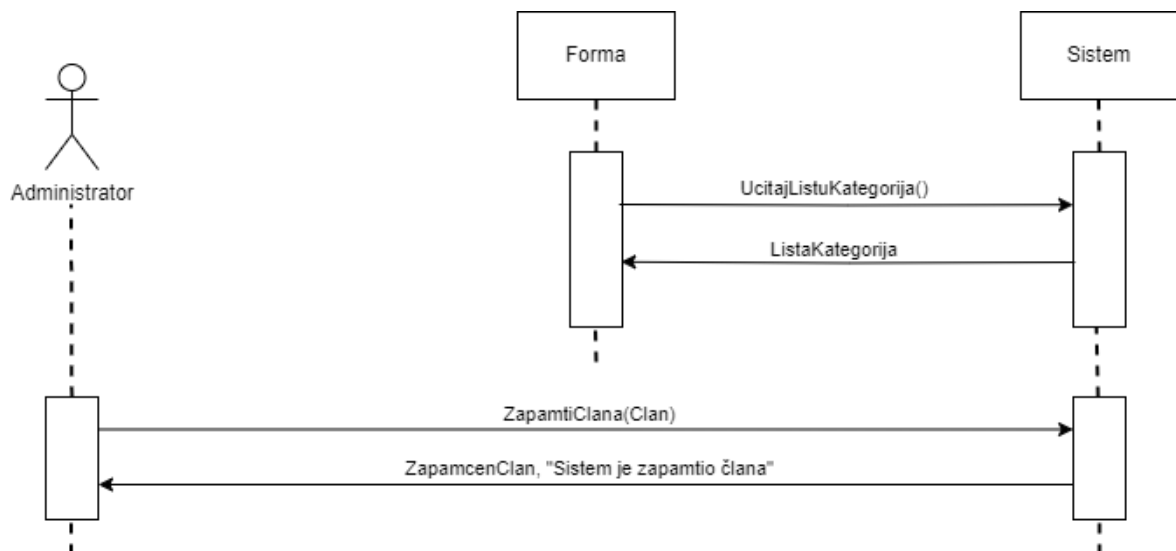 Forma
Sistem
Administrator
UcitajListuKategorija()
ListaKategorija
ZapamtiClana(Clan)
ZapamcenClan, "Sistem je zapamtio člana"